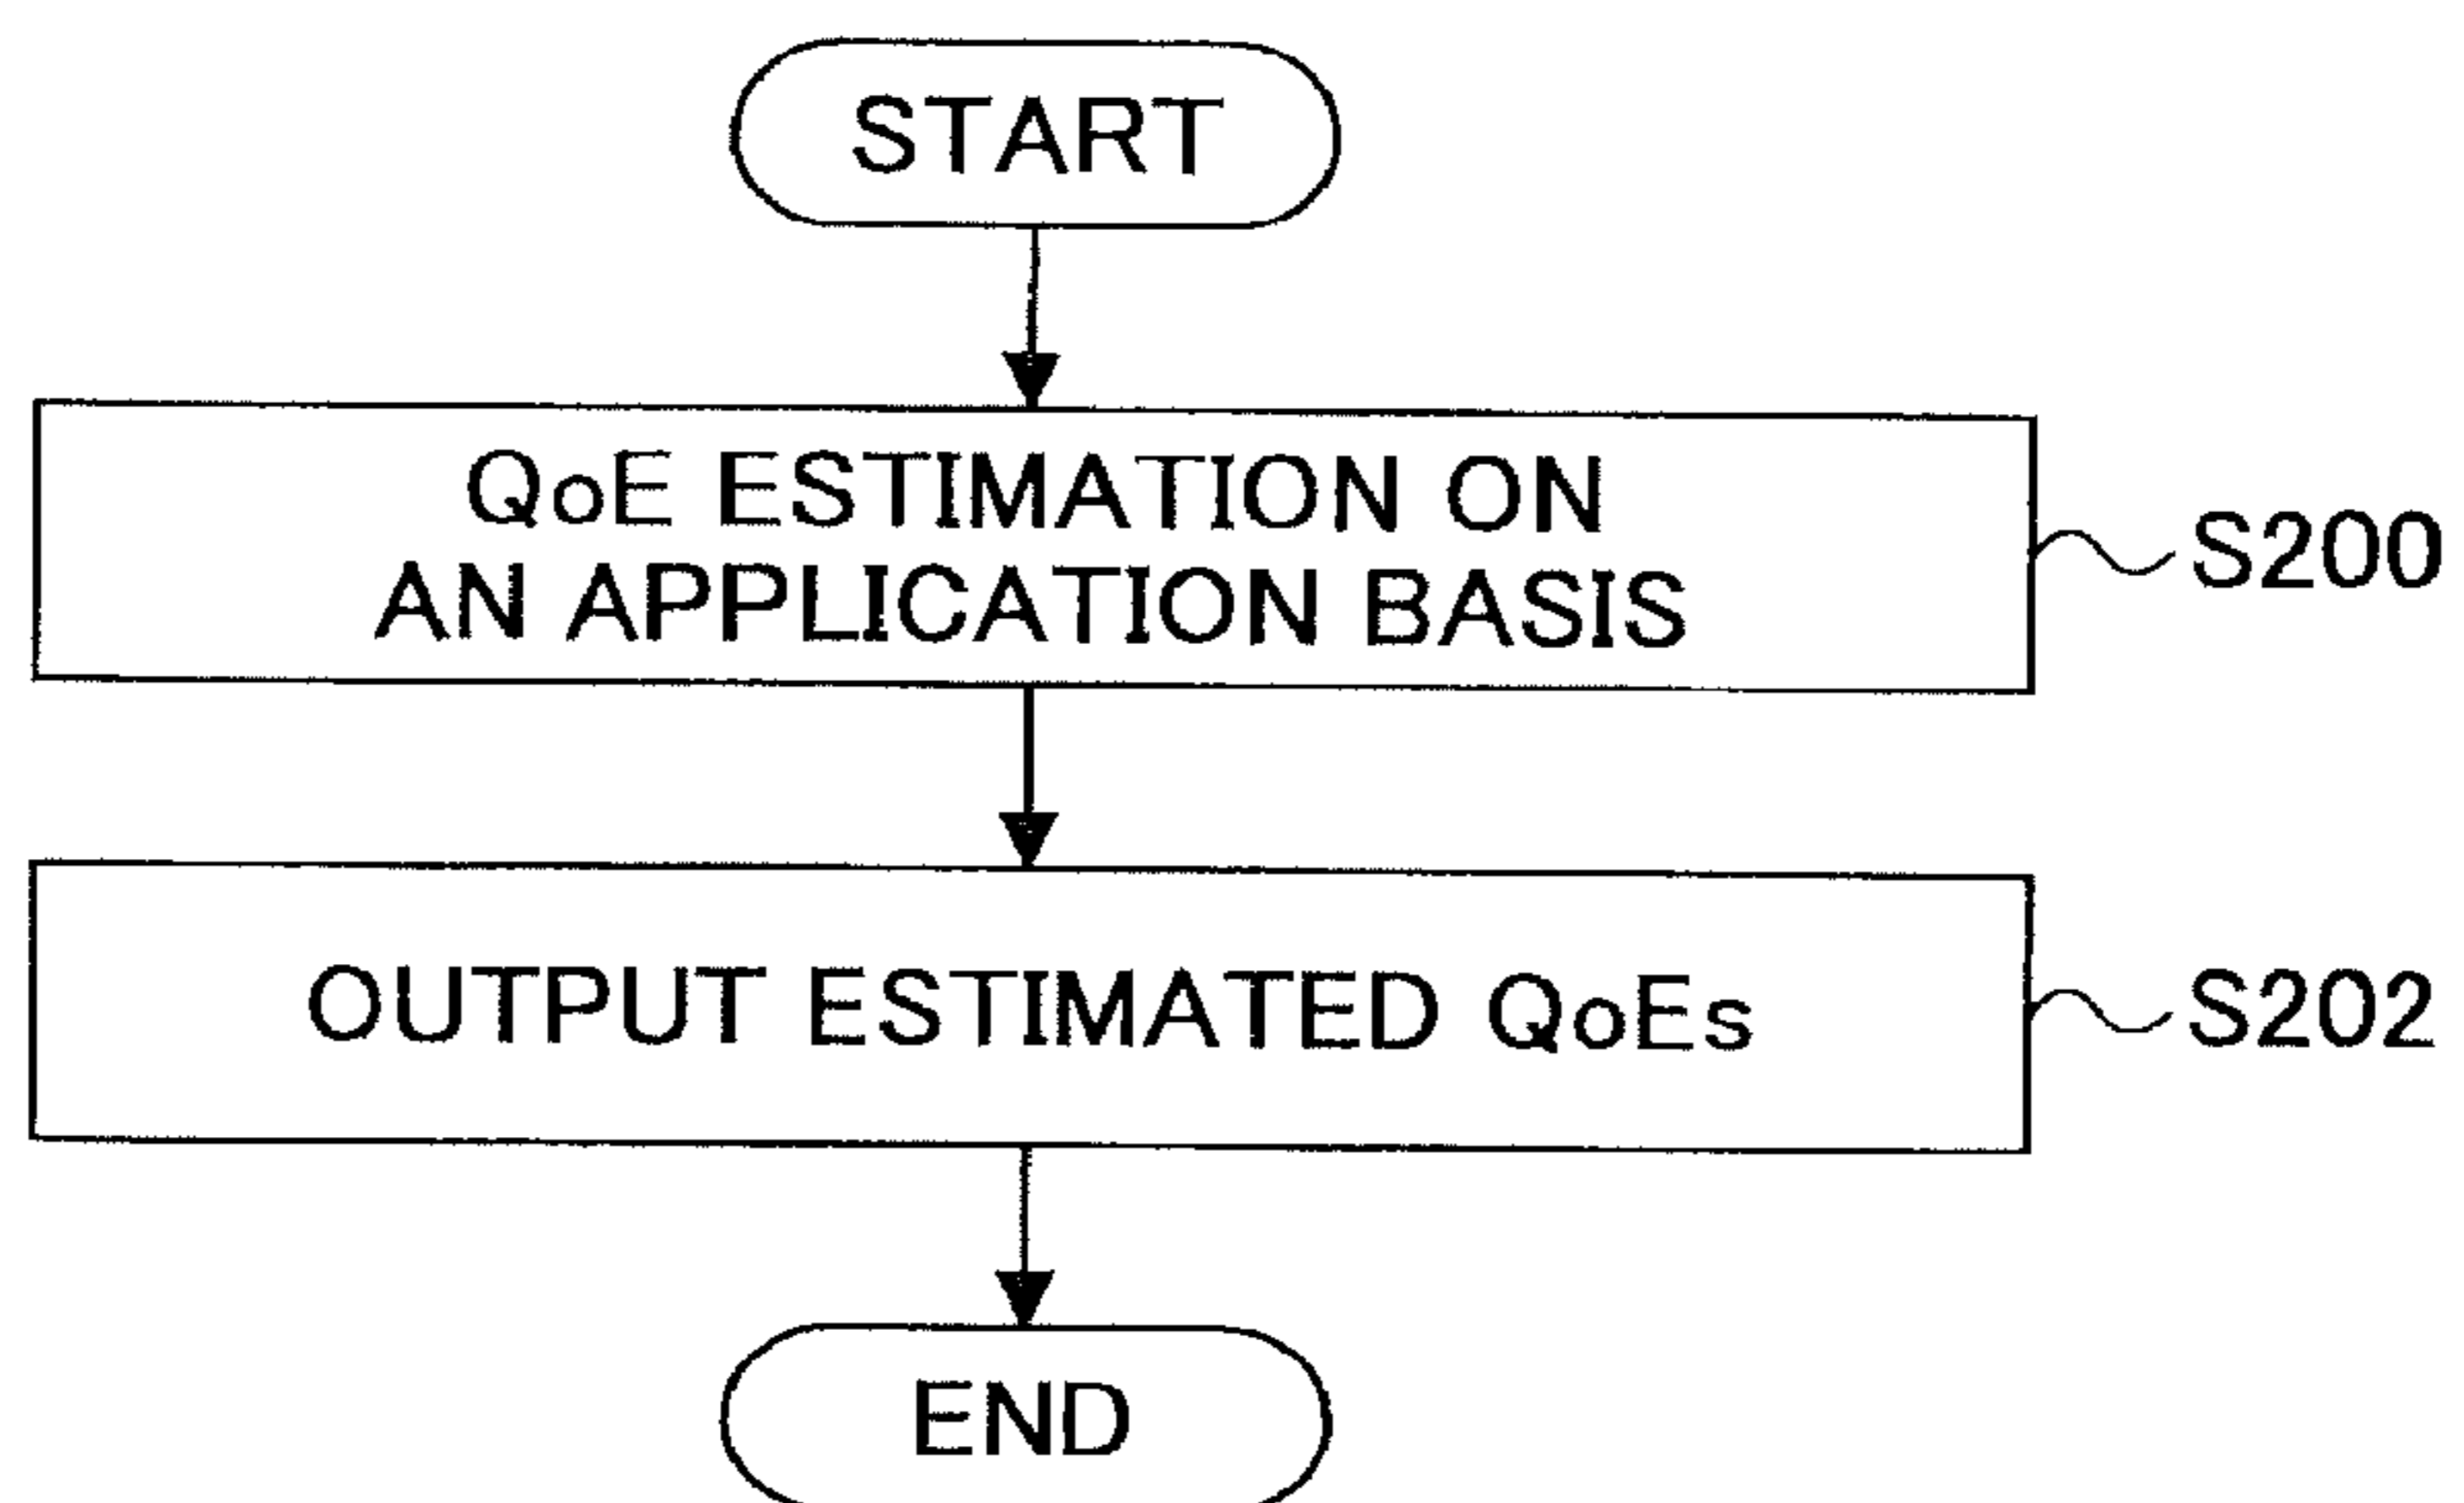 START
QoE ESTIMATION ON
AN APPLICATION BASIS
S200
OUTPUT ESTIMATED QoEs
S202
END